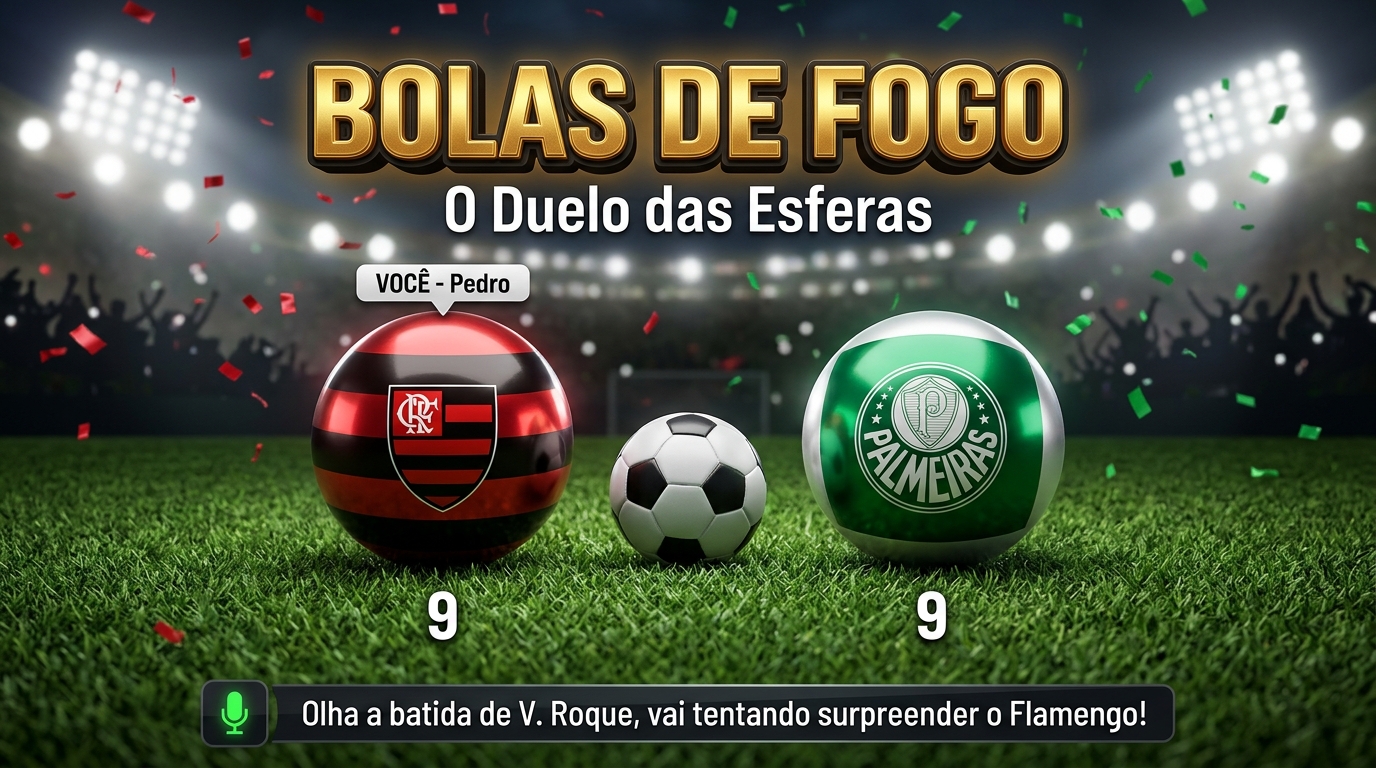 BOLAS DE FOGO
O Duelo das Esferas
VOCÊ - Pedro
CRF
P
PALMEIRAS
9
9
Olha a batida de V. Roque, vai tentando surpreender o Flamengo!